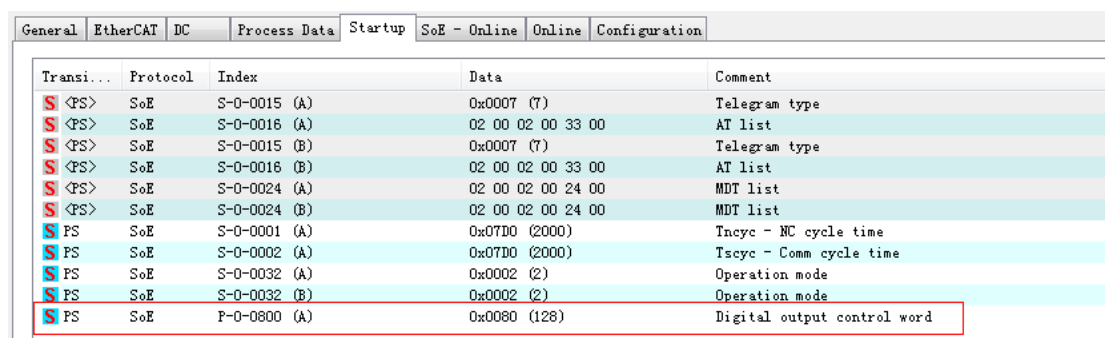 General EtherCAT DC Process Data Startup SoE - Online Online Configuration
Transi... Protocol Index Data Comment
S <PS> SoE S-0-0015 (A) 0x0007 (7) Telegram type
S <PS> SoE S-0-0016 (A) 02 00 02 00 33 00 AT list
S <PS> SoE S-0-0015 (B) 0x0007 (7) Telegram type
S <PS> SoE S-0-0016 (B) 02 00 02 00 33 00 AT list
S <PS> SoE S-0-0024 (A) 02 00 02 00 24 00 MDT list
S <PS> SoE S-0-0024 (B) 02 00 02 00 24 00 MDT list
S PS SoE S-0-0001 (A) 0x07D0 (2000) Tncyc - NC cycle time
S PS SoE S-0-0002 (A) 0x07D0 (2000) Tscyc - Comm cycle time
S PS SoE S-0-0032 (A) 0x0002 (2) Operation mode
S PS SoE S-0-0032 (B) 0x0002 (2) Operation mode
S PS SoE P-0-0800 (A) 0x0080 (128) Digital output control word